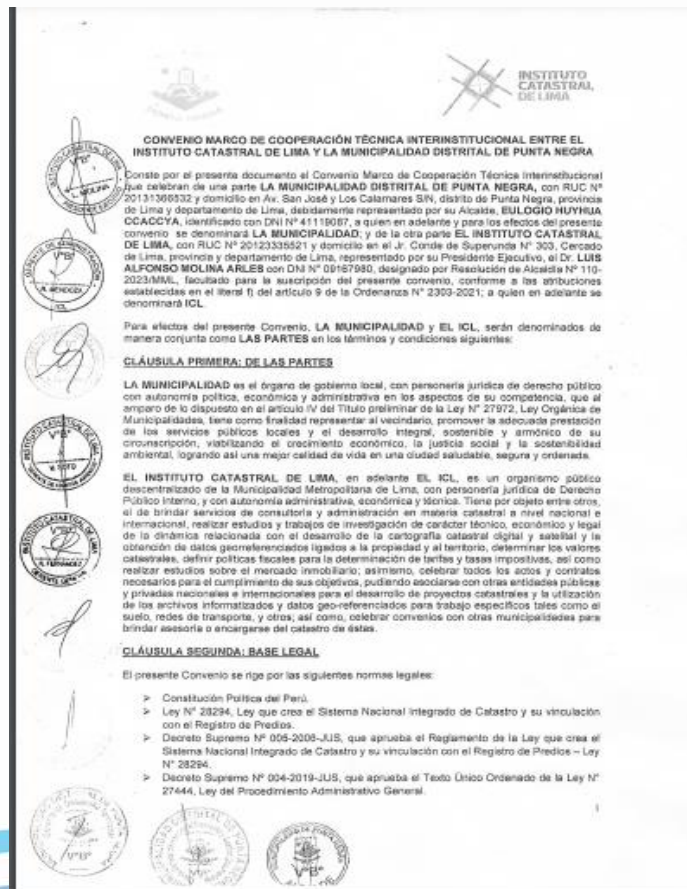 INSTITUTO
CATASTRAL
DE LIMA
CONVENIO MARCO DE COOPERACIÓN TÉCNICA INTERINSTITUCIONAL ENTRE EL
INSTITUTO CATASTRAL DE LIMA Y LA MUNICIPALIDAD DISTRITAL DE PUNTA NEGRA
Conste por el presente documento el Convenio Marco de Cooperación Técnica Interinstitucional
que celebran de una parte LA MUNICIPALIDAD DISTRITAL DE PUNTA NEGRA, con RUC N°
20131366532 y domicilio en Av. San José y Los Calamares S/N, distrito de Punta Negra, provincia
de Lima y departamento de Lima, debidamente representado por su Alcalde, EULOGIO HUYHUA
CCACCYA, identificado con DNI N° 41119067, a quien en adelante y para los efectos del presente
convenio se denominará LA MUNICIPALIDAD; y de la otra parte EL INSTITUTO CATASTRAL
DE LIMA, con RUC N° 20123335521 y domicilio en el Jr. Conde de Superunda N° 303, Cercado
de Lima, provincia y departamento de Lima, representado por su Presidente Ejecutivo, el Dr. LUIS
ALFONSO MOLINA ARLES con DNI N° 09167980, designado por Resolución de Alcaldía N° 110-
2023/MML, facultado para la suscripción del presente convenio, conforme a las atribuciones
establecidas en el literal f) del artículo 9 de la Ordenanza N° 2303-2021; a quien en adelante se
denominará ICL.
Para efectos del presente Convenio, LA MUNICIPALIDAD y EL ICL, serán denominados de
manera conjunta como LAS PARTES en los términos y condiciones siguientes:
CLÁUSULA PRIMERA: DE LAS PARTES
LA MUNICIPALIDAD es el órgano de gobierno local, con personería jurídica de derecho público
con autonomía política, económica y administrativa en los aspectos de su competencia, que al
amparo de lo dispuesto en el artículo IV del Título preliminar de la Ley N° 27972, Ley Orgánica de
Municipalidades, tiene como finalidad representar al vecindario, promover la adecuada prestación
de los servicios públicos locales y el desarrollo integral, sostenible y armónico de su
circunscripción, viabilizando el crecimiento económico, la justicia social y la sostenibilidad
ambiental, logrando así una mejor calidad de vida en una ciudad habitable, segura y ordenada.
EL INSTITUTO CATASTRAL DE LIMA, en adelante EL ICL, es un organismo público
descentralizado de la Municipalidad Metropolitana de Lima, con personería jurídica de Derecho
Público Interno, y con autonomía administrativa, económica y técnica. Tiene por objeto entre otros,
el de brindar servicios de consultoría y administración en materia catastral a nivel nacional e
internacional, realizar estudios y trabajos de investigación de carácter técnico, económico y legal
de la dinámica relacionada con el desarrollo de la cartografía catastral digital y satelital y la
obtención de datos georreferenciados ligados a la propiedad y al territorio, determinar los valores
catastrales, definir políticas fiscales para la determinación de tarifas y tasas impositivas, así como
realizar estudios sobre el mercado inmobiliario; asimismo, celebrar todos los actos y contratos
necesarios para el cumplimiento de sus objetivos, pudiendo asociarse con otras entidades públicas
y privadas nacionales e internacionales para el desarrollo de proyectos catastrales y la utilización
de los archivos informatizados y datos geo-referenciados para trabajo específicos tales como el
suelo, redes de transporte, y otros; así como, celebrar convenios con otras municipalidades para
brindar asesoría o encargarse del catastro de éstas.
CLÁUSULA SEGUNDA: BASE LEGAL
El presente Convenio se rige por las siguientes normas legales:
➢ Constitución Política del Perú.
➢ Ley N° 28294, Ley que crea el Sistema Nacional Integrado de Catastro y su vinculación
con el Registro de Predios.
➢ Decreto Supremo N° 005-2006-JUS, que aprueba el Reglamento de la Ley que crea el
Sistema Nacional Integrado de Catastro y su vinculación con el Registro de Predios – Ley
N° 28294.
➢ Decreto Supremo N° 004-2019-JUS, que aprueba el Texto Único Ordenado de la Ley N°
27444, Ley del Procedimiento Administrativo General.
1
V°B°
L. MOLINA
V°B°
A. MENDOZA
ICL
V°B°
R. FERNANDEZ
GERENTE GENERAL
V°B°
V°B°